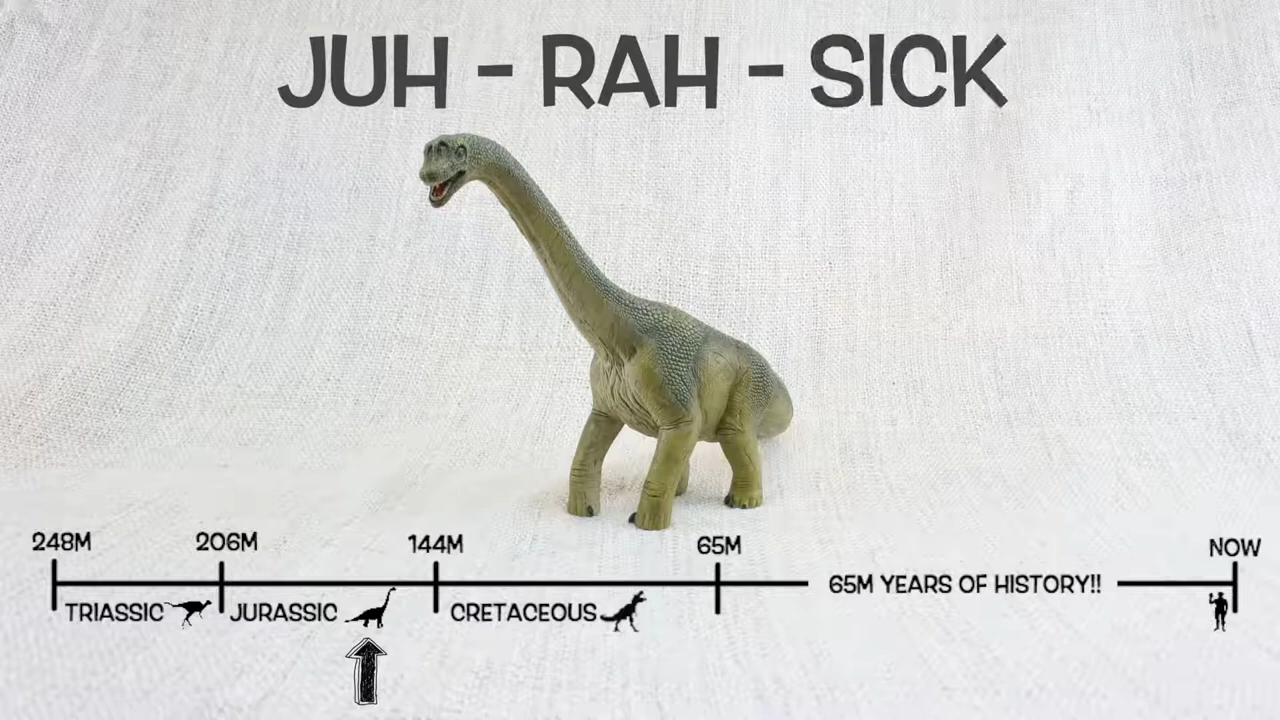 JUH - RAH - SICK
248M 206M 144M 65M NOW
65M YEARS OF HISTORY!!
TRIASSIC JURASSIC CRETACEOUS